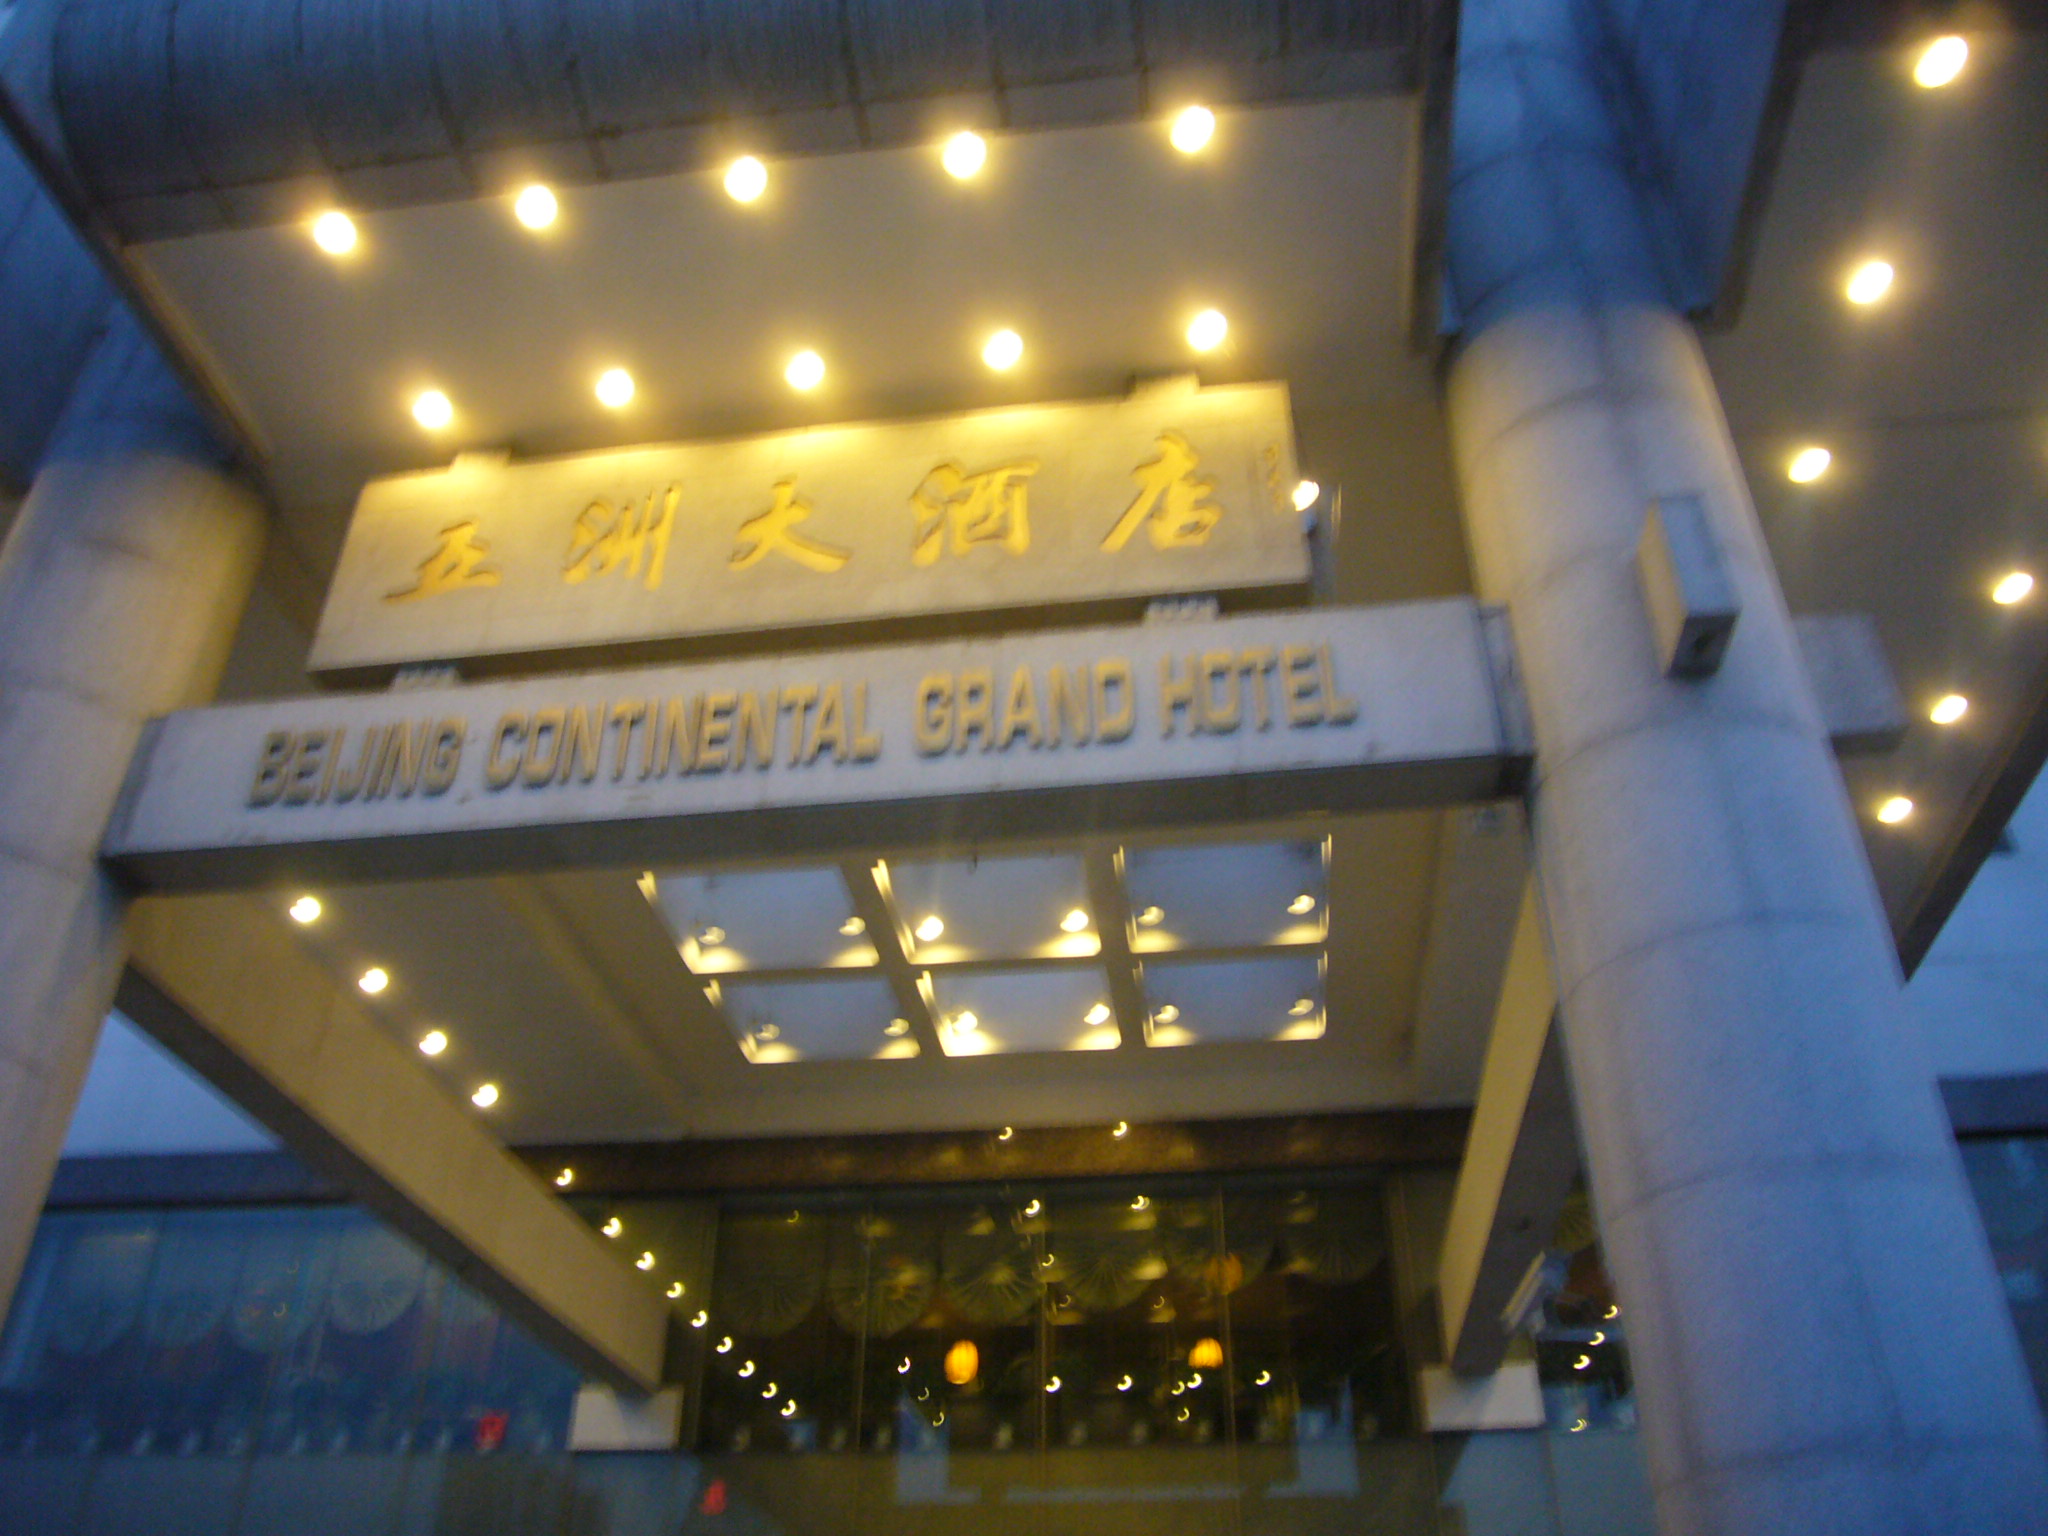 五洲大酒店
BEIJING CONTINENTAL GRAND HOTEL